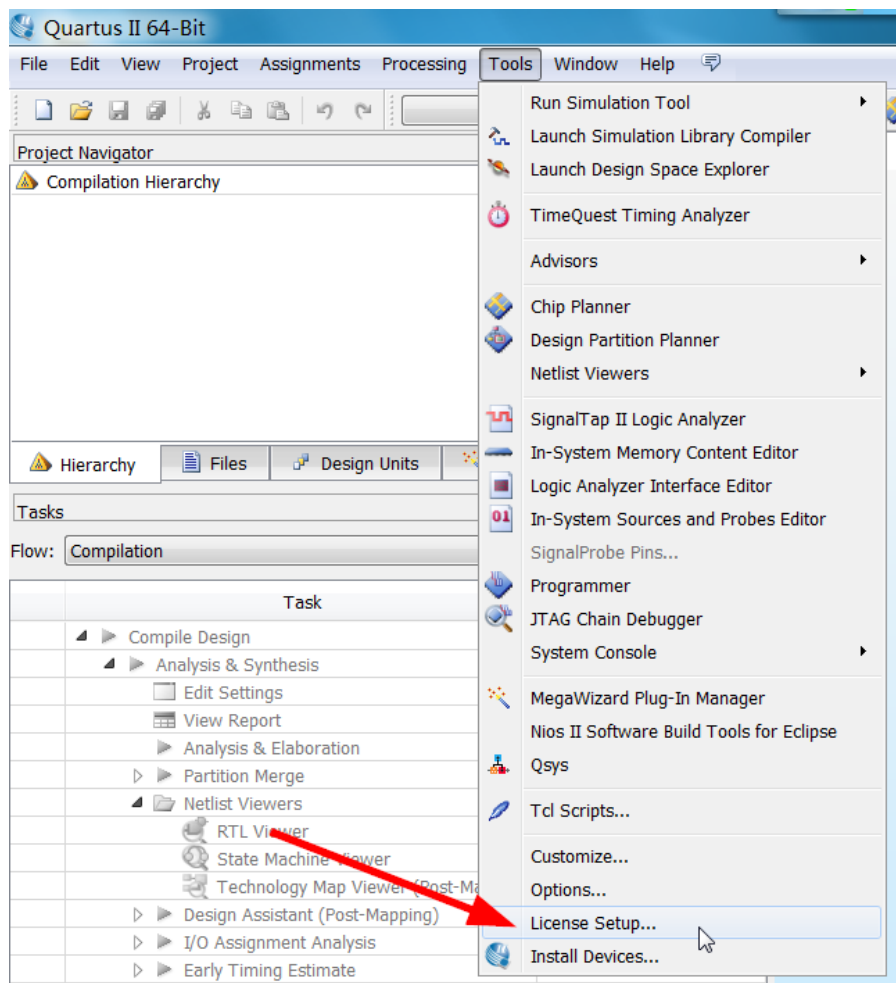 Quartus II 64-Bit
File Edit View Project Assignments Processing Tools Window Help
Project Navigator
Compilation Hierarchy
Hierarchy Files Design Units
Tasks
Flow: Compilation
Task
Compile Design
Analysis & Synthesis
Edit Settings
View Report
Analysis & Elaboration
Partition Merge
Netlist Viewers
RTL Viewer
State Machine Viewer
Technology Map Viewer (Post-Ma
Design Assistant (Post-Mapping)
I/O Assignment Analysis
Early Timing Estimate
Run Simulation Tool
Launch Simulation Library Compiler
Launch Design Space Explorer
TimeQuest Timing Analyzer
Advisors
Chip Planner
Design Partition Planner
Netlist Viewers
SignalTap II Logic Analyzer
In-System Memory Content Editor
Logic Analyzer Interface Editor
In-System Sources and Probes Editor
SignalProbe Pins...
Programmer
JTAG Chain Debugger
System Console
MegaWizard Plug-In Manager
Nios II Software Build Tools for Eclipse
Qsys
Tcl Scripts...
Customize...
Options...
License Setup...
Install Devices...